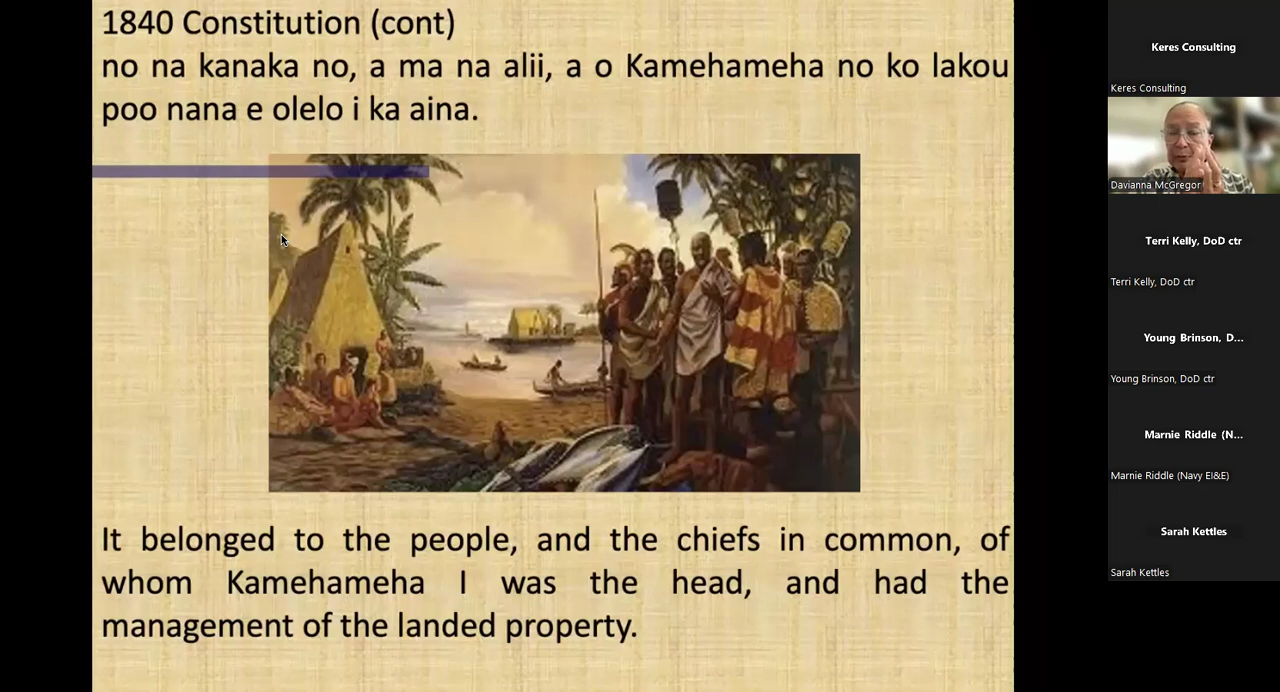 1840 Constitution (cont)
no na kanaka no, a ma na alii, a o Kamehameha no ko lakou
poo nana e olelo i ka aina.
It belonged to the people, and the chiefs in common, of
whom Kamehameha I was the head, and had the
management of the landed property.
Keres Consulting
Keres Consulting
Davianna McGregor
Terri Kelly, DoD ctr
Terri Kelly, DoD ctr
Young Brinson, D...
Young Brinson, DoD ctr
Marnie Riddle (N...
Marnie Riddle (Navy EI&E)
Sarah Kettles
Sarah Kettles